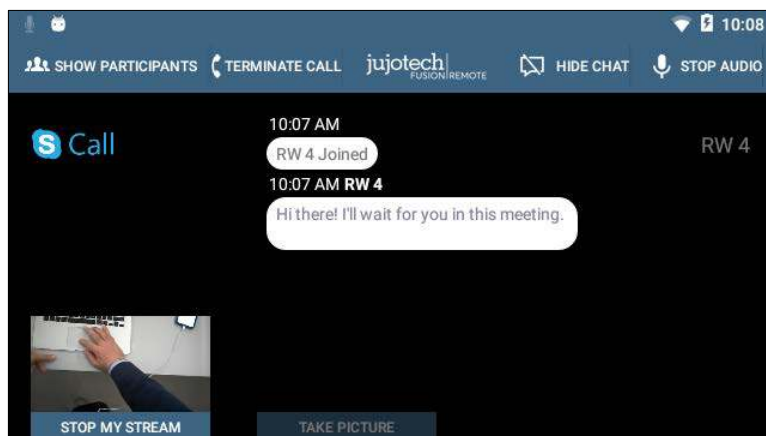 10:08
SHOW PARTICIPANTS TERMINATE CALL jujotech FUSION REMOTE HIDE CHAT STOP AUDIO
S Call
10:07 AM
RW 4
RW 4 Joined
10:07 AM RW 4
Hi there! I'll wait for you in this meeting.
STOP MY STREAM TAKE PICTURE